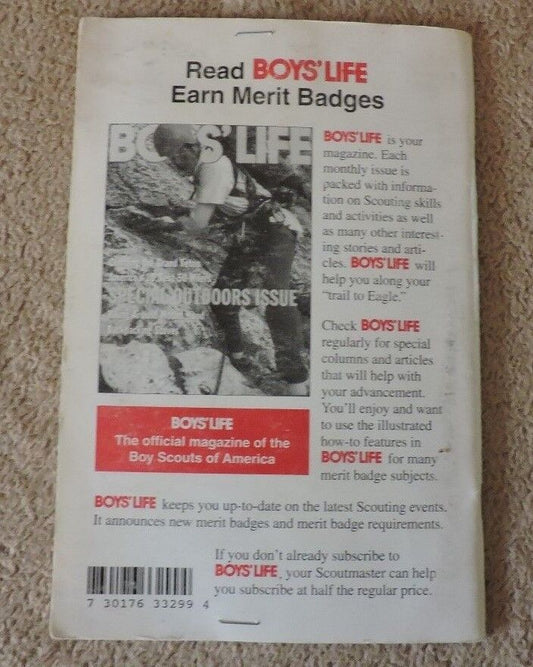 Read BOYS' LIFE
Earn Merit Badges
BOYS' LIFE
SPECIAL OUTDOORS ISSUE
BOYS' LIFE
The official magazine of the
Boy Scouts of America
BOYS' LIFE is your
magazine. Each
monthly issue is
packed with informa-
tion on Scouting skills
and activities as well
as many other interest-
ing stories and arti-
cles. BOYS' LIFE will
help you along your
"trail to Eagle."
Check BOYS' LIFE
regularly for special
columns and articles
that will help with
your advancement.
You'll enjoy and want
to use the illustrated
how-to features in
BOYS' LIFE for many
merit badge subjects.
BOYS' LIFE keeps you up-to-date on the latest Scouting events.
It announces new merit badges and merit badge requirements.
If you don't already subscribe to
BOYS' LIFE, your Scoutmaster can help
you subscribe at half the regular price.
7 30176 33299 4